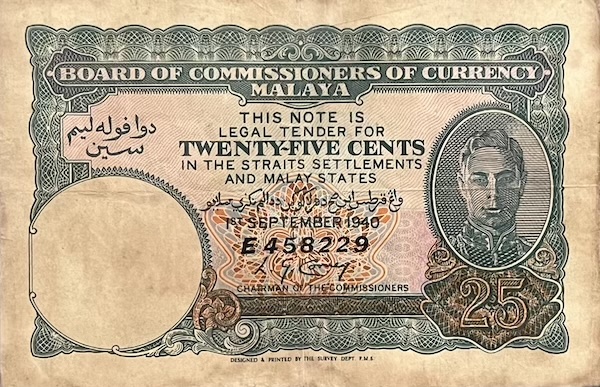 BOARD OF COMMISSIONERS OF CURRENCY
MALAYA
THIS NOTE IS
LEGAL TENDER FOR
TWENTY-FIVE CENTS
IN THE STRAITS SETTLEMENTS
AND MALAY STATES
دوا فوله ليم
سين
1ST SEPTEMBER 1940
E458229
CHAIRMAN OF THE COMMISSIONERS
25
DESIGNED & PRINTED BY THE SURVEY DEPT. F.M.S.